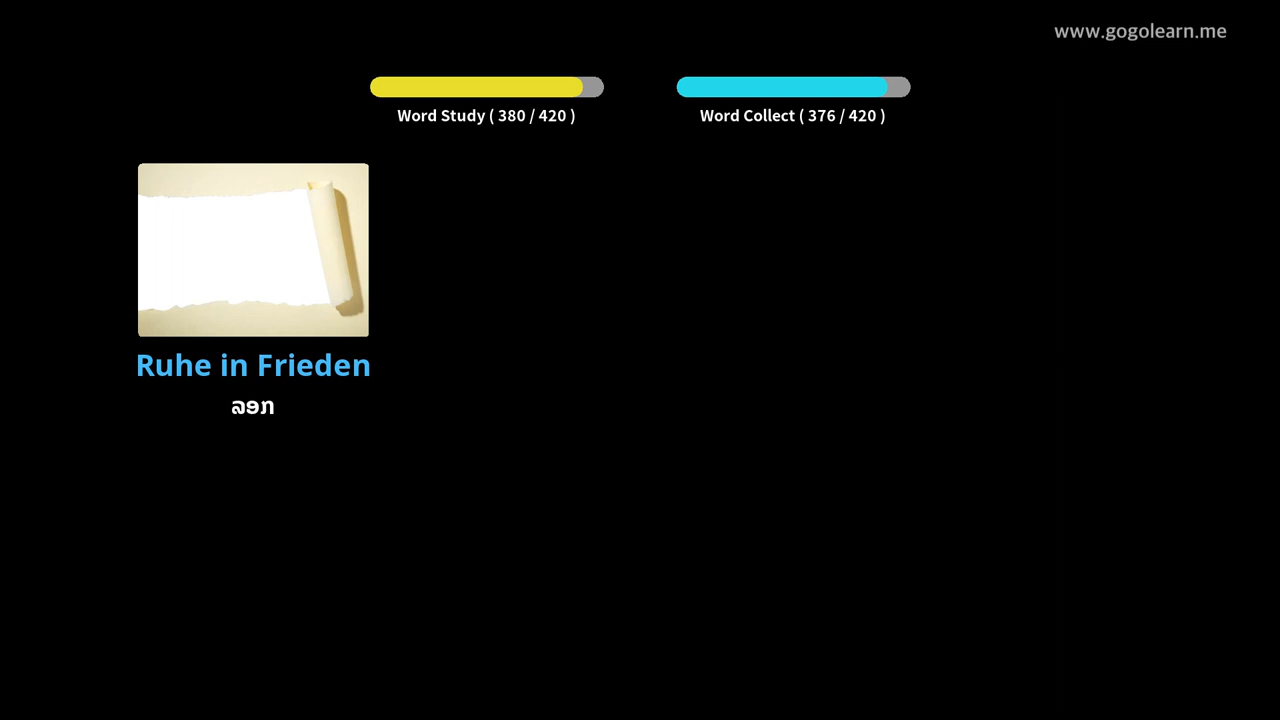 www.gogolearn.me
Word Study ( 380 / 420 )
Word Collect ( 376 / 420 )
Ruhe in Frieden
ລອກ